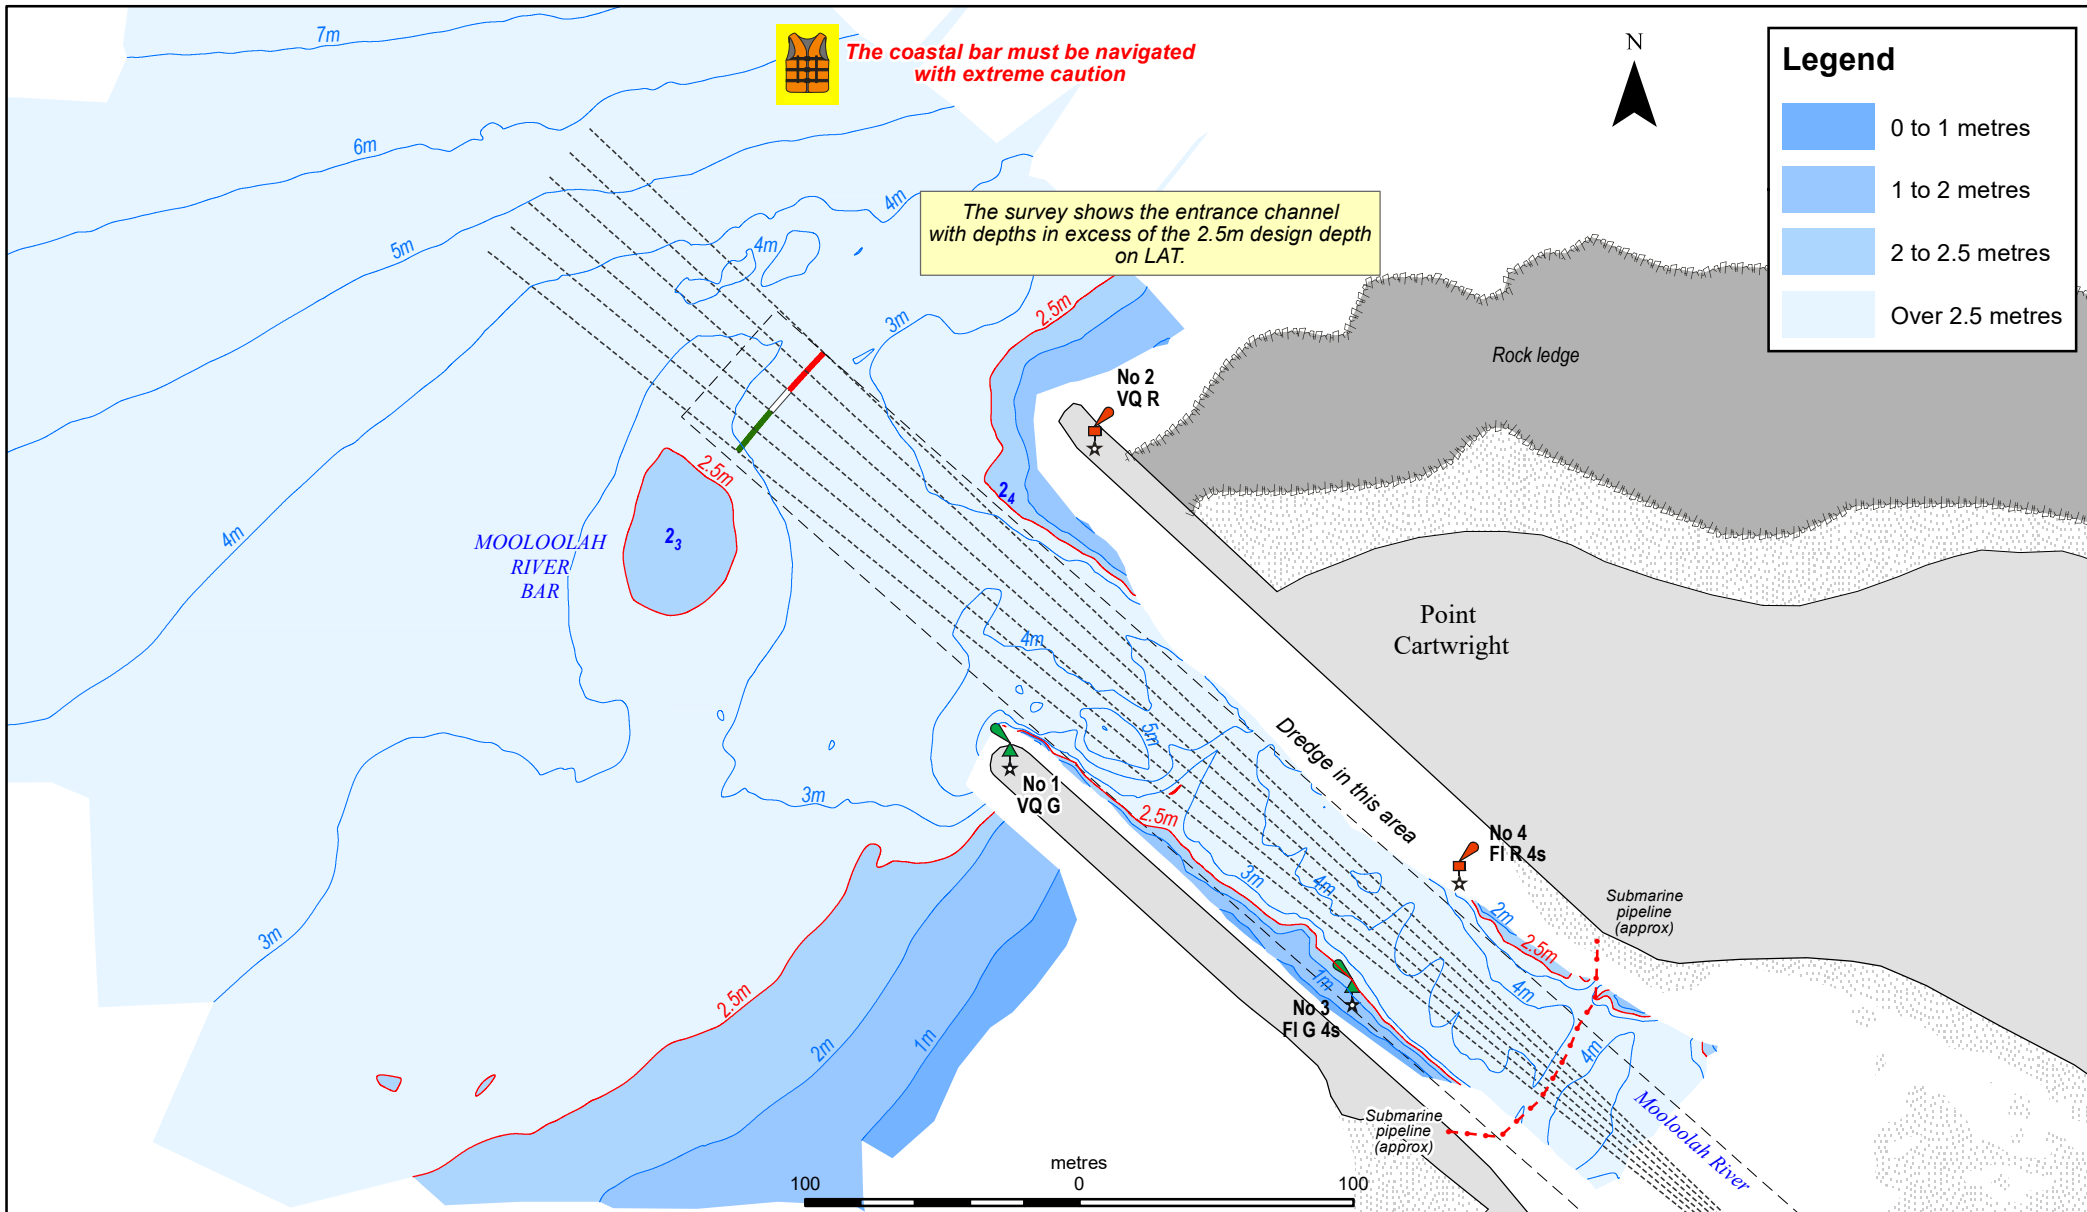 7m
The coastal bar must be navigated
with extreme caution
N
Legend
0 to 1 metres
1 to 2 metres
2 to 2.5 metres
Over 2.5 metres
6m
5m
4m
4m
The survey shows the entrance channel
with depths in excess of the 2.5m design depth
on LAT.
2.5m
3m
Rock ledge
No 2
VQ R
2.5m
2₄
4m
2₃
MOOLOOLAH
RIVER
BAR
Point
Cartwright
4m
5m
Dredge in this area
No 1
VQ G
3m
2.5m
No 4
Fl R 4s
3m
4m
Submarine
pipeline
(approx)
2m
2.5m
3m
1m
4m
No 3
Fl G 4s
2.5m
2m
1m
4m
Submarine
pipeline
(approx)
Mooloolah River
metres
100 0 100